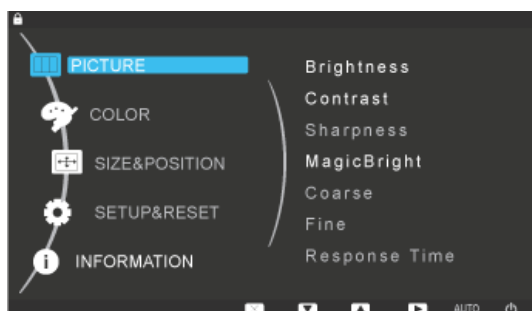 PICTURE
COLOR
SIZE&POSITION
SETUP&RESET
INFORMATION
Brightness
Contrast
Sharpness
MagicBright
Coarse
Fine
Response Time
AUTO